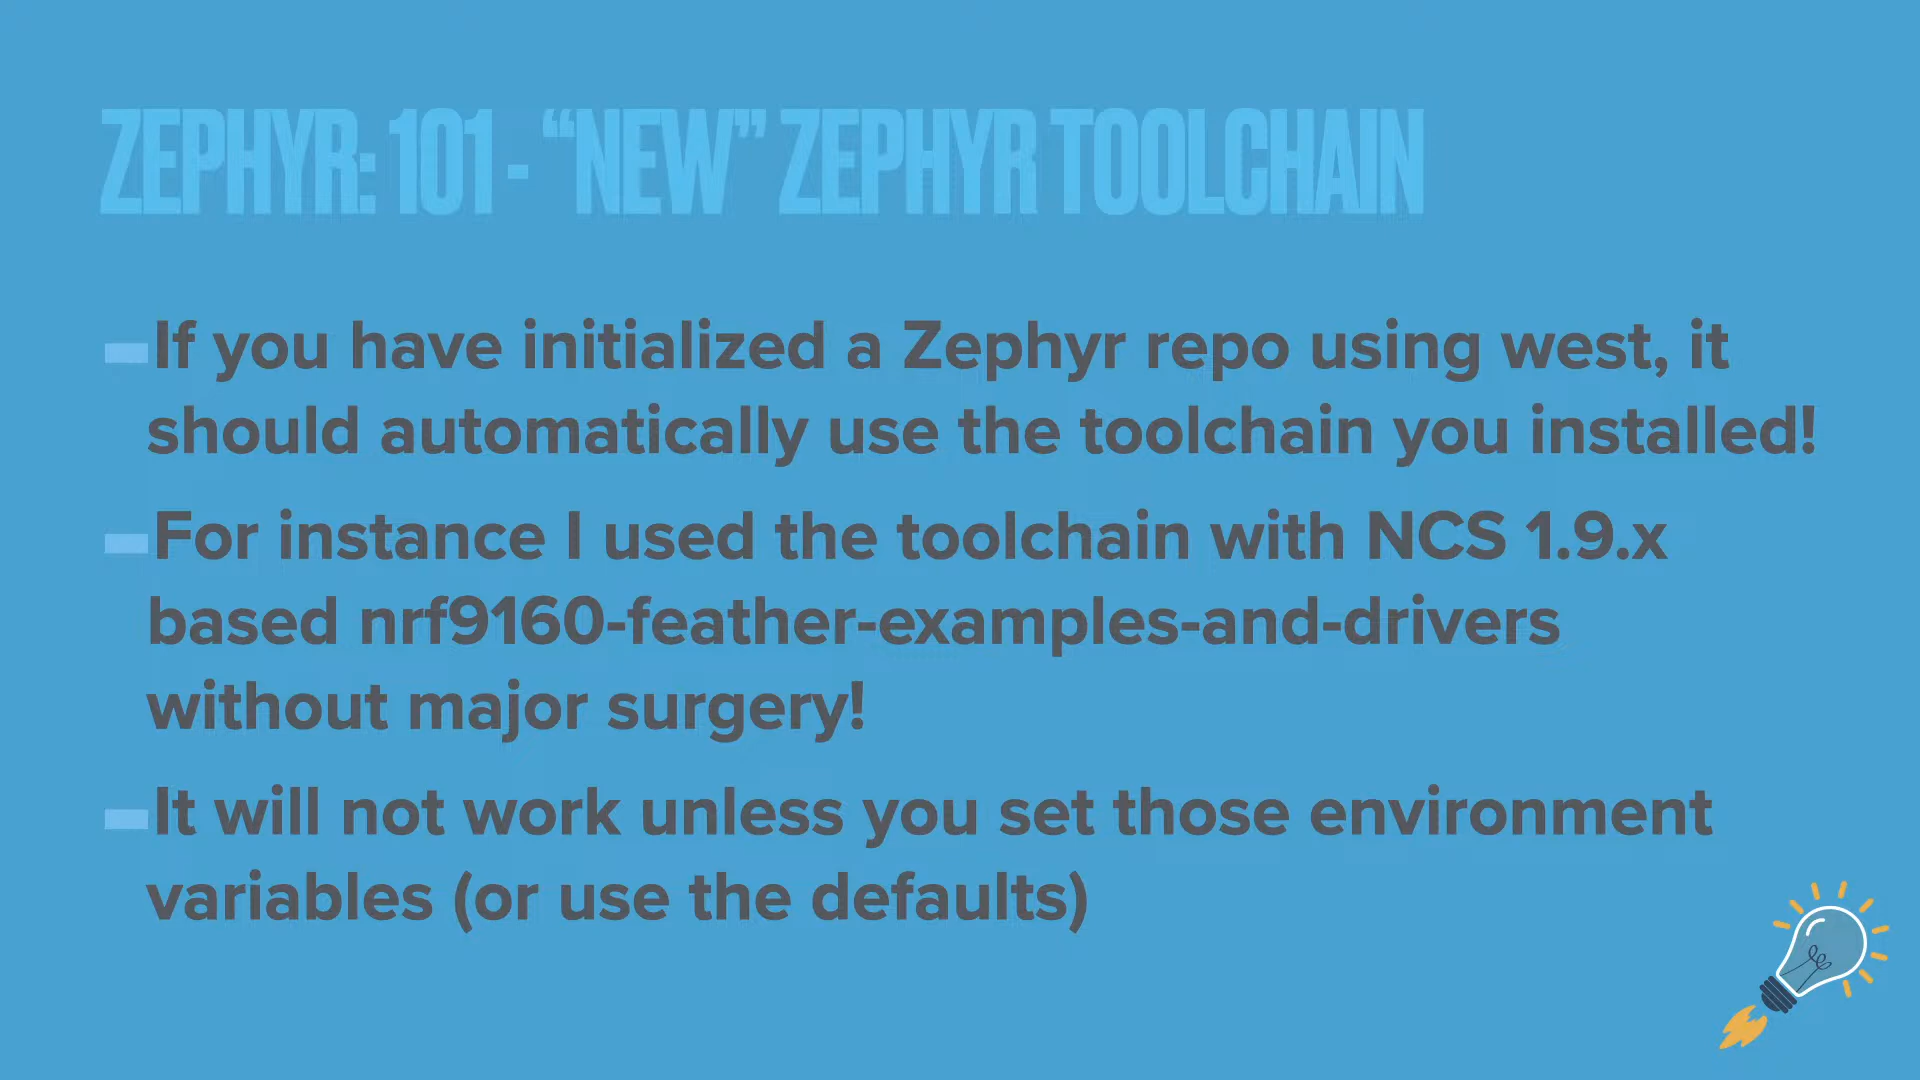 ZEPHYR: 101 - “NEW” ZEPHYR TOOLCHAIN
If you have initialized a Zephyr repo using west, it
should automatically use the toolchain you installed!
For instance I used the toolchain with NCS 1.9.x
based nrf9160-feather-examples-and-drivers
without major surgery!
It will not work unless you set those environment
variables (or use the defaults)